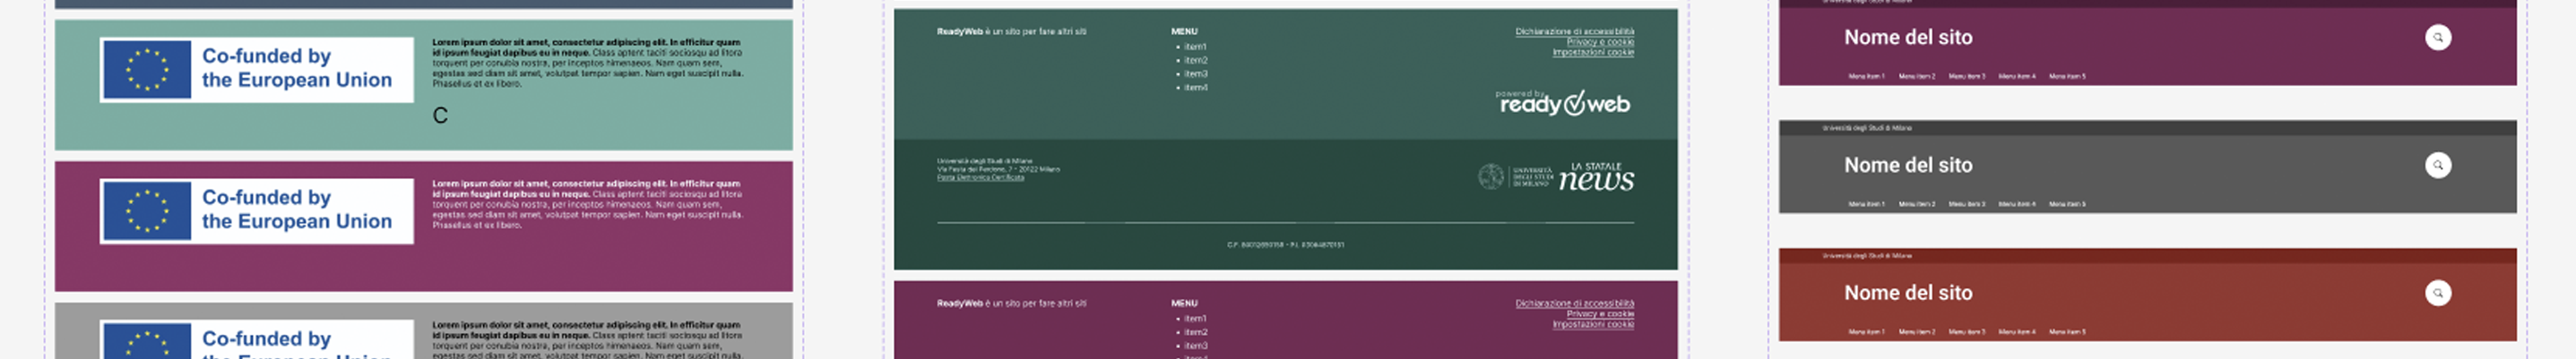 Co-funded by
the European Union
Lorem ipsum dolor sit amet, consectetur adipiscing elit. In efficitur quam
id ipsum feugiat dapibus eu in neque. Class aptent taciti sociosqu ad litora
torquent per conubia nostra, per inceptos himenaeos. Nam quam sem,
egestas sed diam sit amet, volutpat tempor sapien. Nam eget suscipit nulla.
Phasellus et ex libero.
C
Co-funded by
the European Union
Lorem ipsum dolor sit amet, consectetur adipiscing elit. In efficitur quam
id ipsum feugiat dapibus eu in neque. Class aptent taciti sociosqu ad litora
torquent per conubia nostra, per inceptos himenaeos. Nam quam sem,
egestas sed diam sit amet, volutpat tempor sapien. Nam eget suscipit nulla.
Phasellus et ex libero.
Co-funded by
the European Union
Lorem ipsum dolor sit amet, consectetur adipiscing elit. In efficitur quam
id ipsum feugiat dapibus eu in neque. Class aptent taciti sociosqu ad litora
torquent per conubia nostra, per inceptos himenaeos. Nam quam sem,
egestas sed diam sit amet, volutpat tempor sapien. Nam eget suscipit nulla.
ReadyWeb è un sito per fare altri siti
MENU
• item1
• item2
• item3
• item4
Dichiarazione di accessibilità
Privacy e cookie
Impostazioni cookie
powered by
ready web
Università degli Studi di Milano
Via Festa del Perdono, 7 - 20122 Milano
Posta Elettronica Certificata
UNIVERSITÀ
DEGLI STUDI
DI MILANO
LA STATALE
news
C.F. 80012650158 - P.I. 03064870151
ReadyWeb è un sito per fare altri siti
MENU
• item1
• item2
• item3
Dichiarazione di accessibilità
Privacy e cookie
Impostazioni cookie
Università degli Studi di Milano
Nome del sito
Menu item 1 Menu item 2 Menu item 3 Menu item 4 Menu item 5
Università degli Studi di Milano
Nome del sito
Menu item 1 Menu item 2 Menu item 3 Menu item 4 Menu item 5
Università degli Studi di Milano
Nome del sito
Menu item 1 Menu item 2 Menu item 3 Menu item 4 Menu item 5